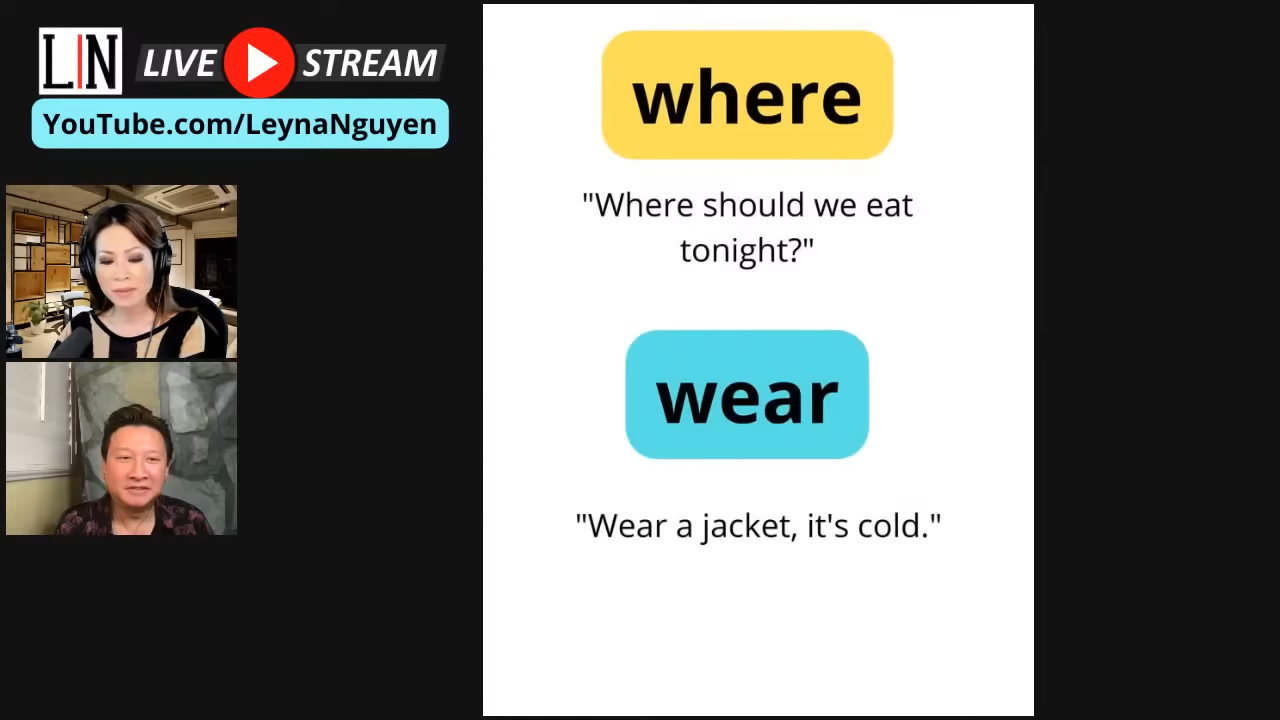 LIN LIVE STREAM
YouTube.com/LeynaNguyen
where
"Where should we eat
tonight?"
wear
"Wear a jacket, it's cold."